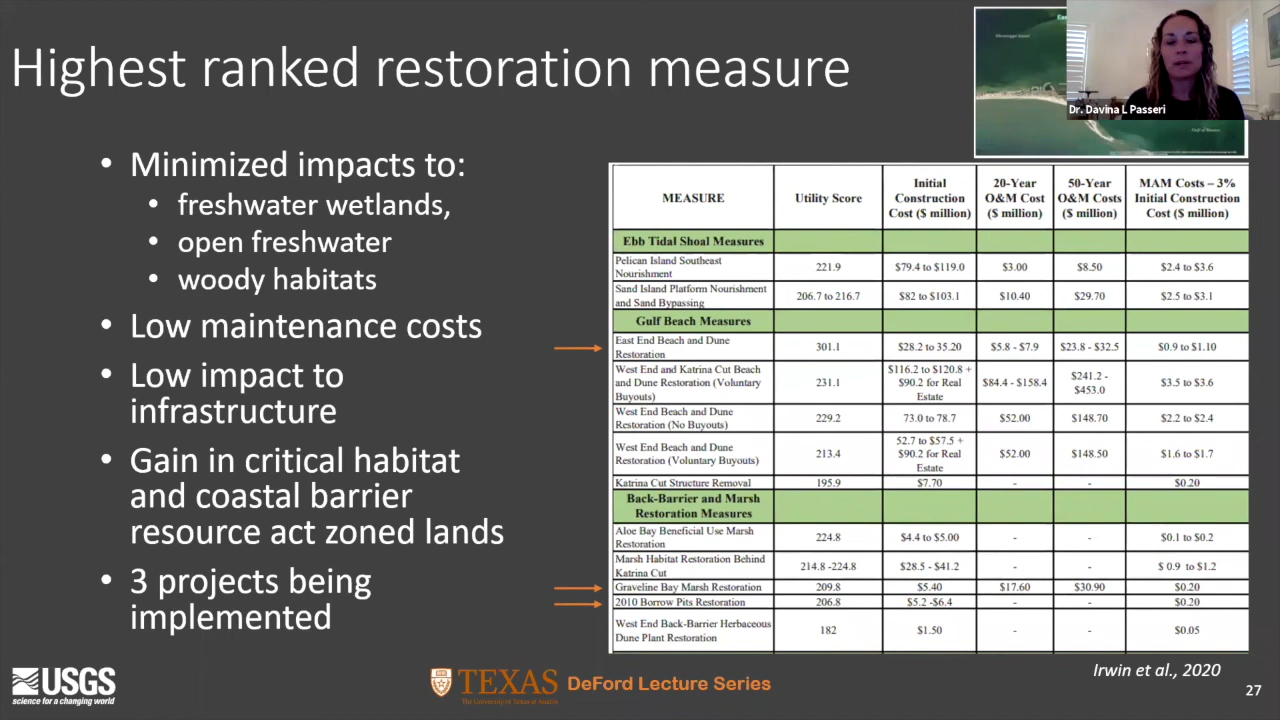 Highest ranked restoration measure
Dr. Davina L Passeri
• Minimized impacts to:
• freshwater wetlands,
• open freshwater
• woody habitats
• Low maintenance costs
• Low impact to
infrastructure
• Gain in critical habitat
and coastal barrier
resource act zoned lands
• 3 projects being
implemented
MEASURE Utility Score Initial Construction Cost ($ million) 20-Year O&M Cost ($ million) 50-Year O&M Costs ($ million) MAM Costs – 3% Initial Construction Cost ($ million)
Ebb Tidal Shoal Measures
Pelican Island Southeast Nourishment 221.9 $79.4 to $119.0 $3.00 $8.50 $2.4 to $3.6
Sand Island Platform Nourishment and Sand Bypassing 206.7 to 216.7 $82 to $103.1 $10.40 $29.70 $2.5 to $3.1
Gulf Beach Measures
East End Beach and Dune Restoration 301.1 $28.2 to 35.20 $5.8 - $7.9 $23.8 - $32.5 $0.9 to $1.10
West End and Katrina Cut Beach and Dune Restoration (Voluntary Buyouts) 231.1 $116.2 to $120.8 + $90.2 for Real Estate $84.4 - $158.4 $241.2 - $453.0 $3.5 to $3.6
West End Beach and Dune Restoration (No Buyouts) 229.2 73.0 to 78.7 $52.00 $148.70 $2.2 to $2.4
West End Beach and Dune Restoration (Voluntary Buyouts) 213.4 52.7 to $57.5 + $90.2 for Real Estate $52.00 $148.50 $1.6 to $1.7
Katrina Cut Structure Removal 195.9 $7.70 - - $0.20
Back-Barrier and Marsh Restoration Measures
Aloe Bay Beneficial Use Marsh Restoration 224.8 $4.4 to $5.00 - - $0.1 to $0.2
Marsh Habitat Restoration Behind Katrina Cut 214.8 -224.8 $28.5 - $41.2 - - $ 0.9 to $1.2
Graveline Bay Marsh Restoration 209.8 $5.40 $17.60 $30.90 $0.20
2010 Borrow Pits Restoration 206.8 $5.2 -$6.4 - - $0.20
West End Back-Barrier Herbaceous Dune Plant Restoration 182 $1.50 - - $0.05
Irwin et al., 2020
USGS
science for a changing world
TEXAS
The University of Texas at Austin
DeFord Lecture Series
27